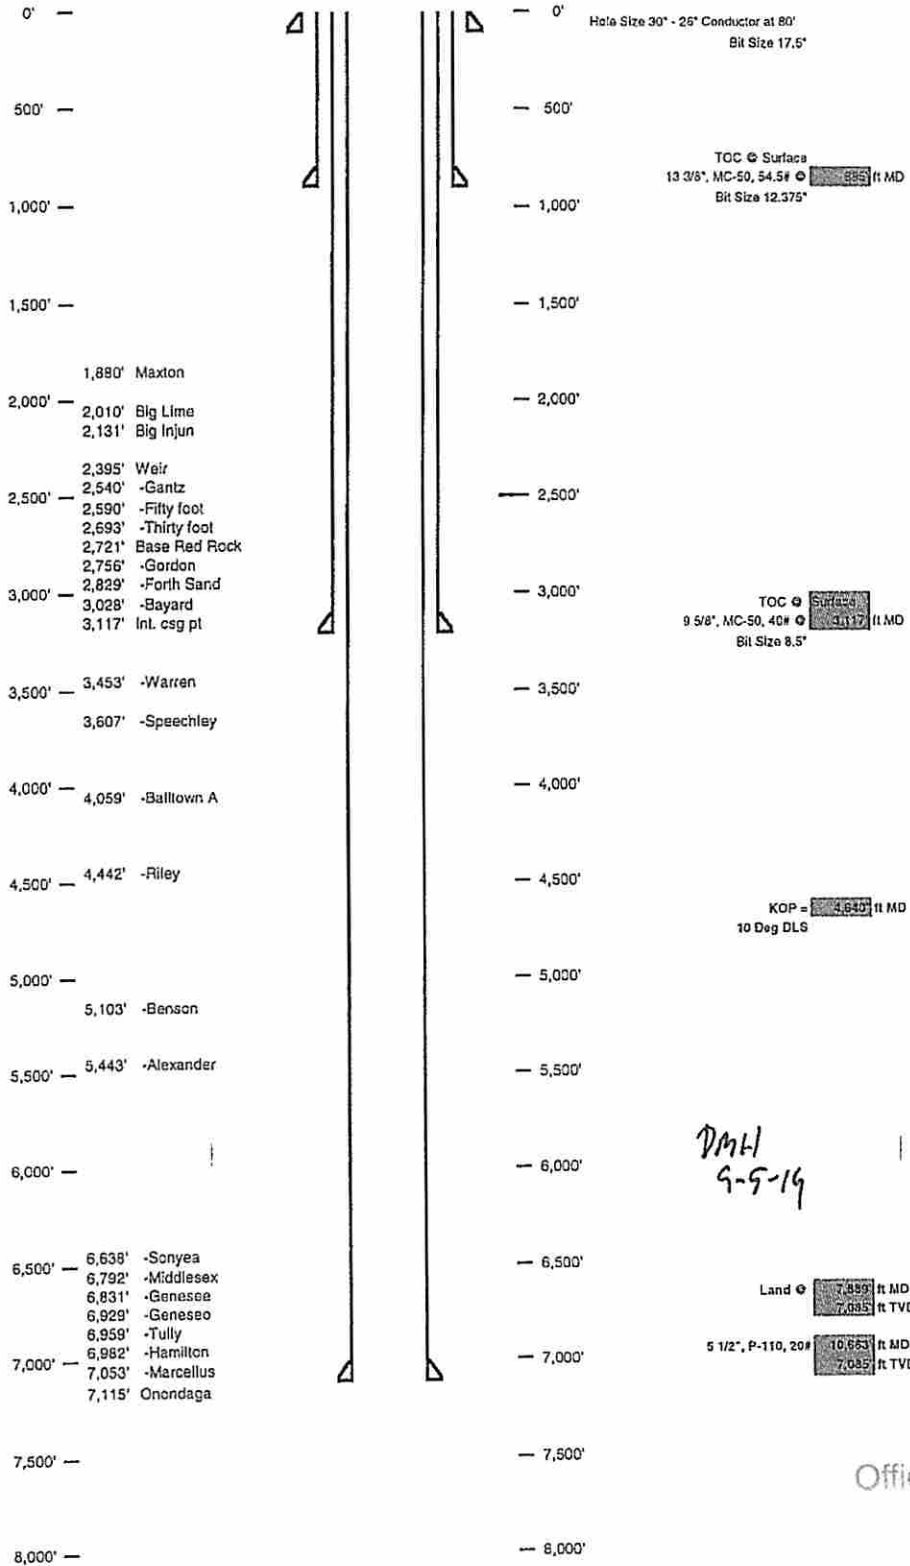 0'
500' —
1,000' —
1,500' —
1,880' Maxton
2,000' —
2,010' Big Lime
2,131' Big Injun
2,395' Weir
2,540' -Gantz
2,500' —
2,590' -Fifty foot
2,693' -Thirty foot
2,721' Base Red Rock
2,756' -Gordon
2,829' -Forth Sand
3,000' —
3,028' -Bayard
3,117' Int. csg pt
3,453' -Warren
3,500' —
3,607' -Speechley
4,000' —
4,059' -Balltown A
4,442' -Riley
4,500' —
5,000' —
5,103' -Benson
5,443' -Alexander
5,500' —
6,000' —
6,638' -Sonyea
6,500' —
6,792' -Middlesex
6,831' -Genesee
6,929' -Geneseo
6,959' -Tully
6,982' -Hamilton
7,000' —
7,053' -Marcellus
7,115' Onondaga
7,500' —
8,000' —
— 0'
— 500'
— 1,000'
— 1,500'
— 2,000'
— 2,500'
— 3,000'
— 3,500'
— 4,000'
— 4,500'
— 5,000'
— 5,500'
— 6,000'
— 6,500'
— 7,000'
— 7,500'
— 8,000'
Hole Size 30" - 26" Conductor at 80'
Bit Size 17.5"
TOC @ Surface
13 3/8", MC-50, 54.5# @ ft MD
Bit Size 12.375"
TOC @ Surface
9 5/8", MC-50, 40# @ 3,117 ft MD
Bit Size 8.5"
KOP = 4,640 ft MD
10 Deg DLS
DMH
Land @ ft MD
7,085 ft TVD
5 1/2", P-110, 20# 10,663 ft MD
7,085 ft TVD